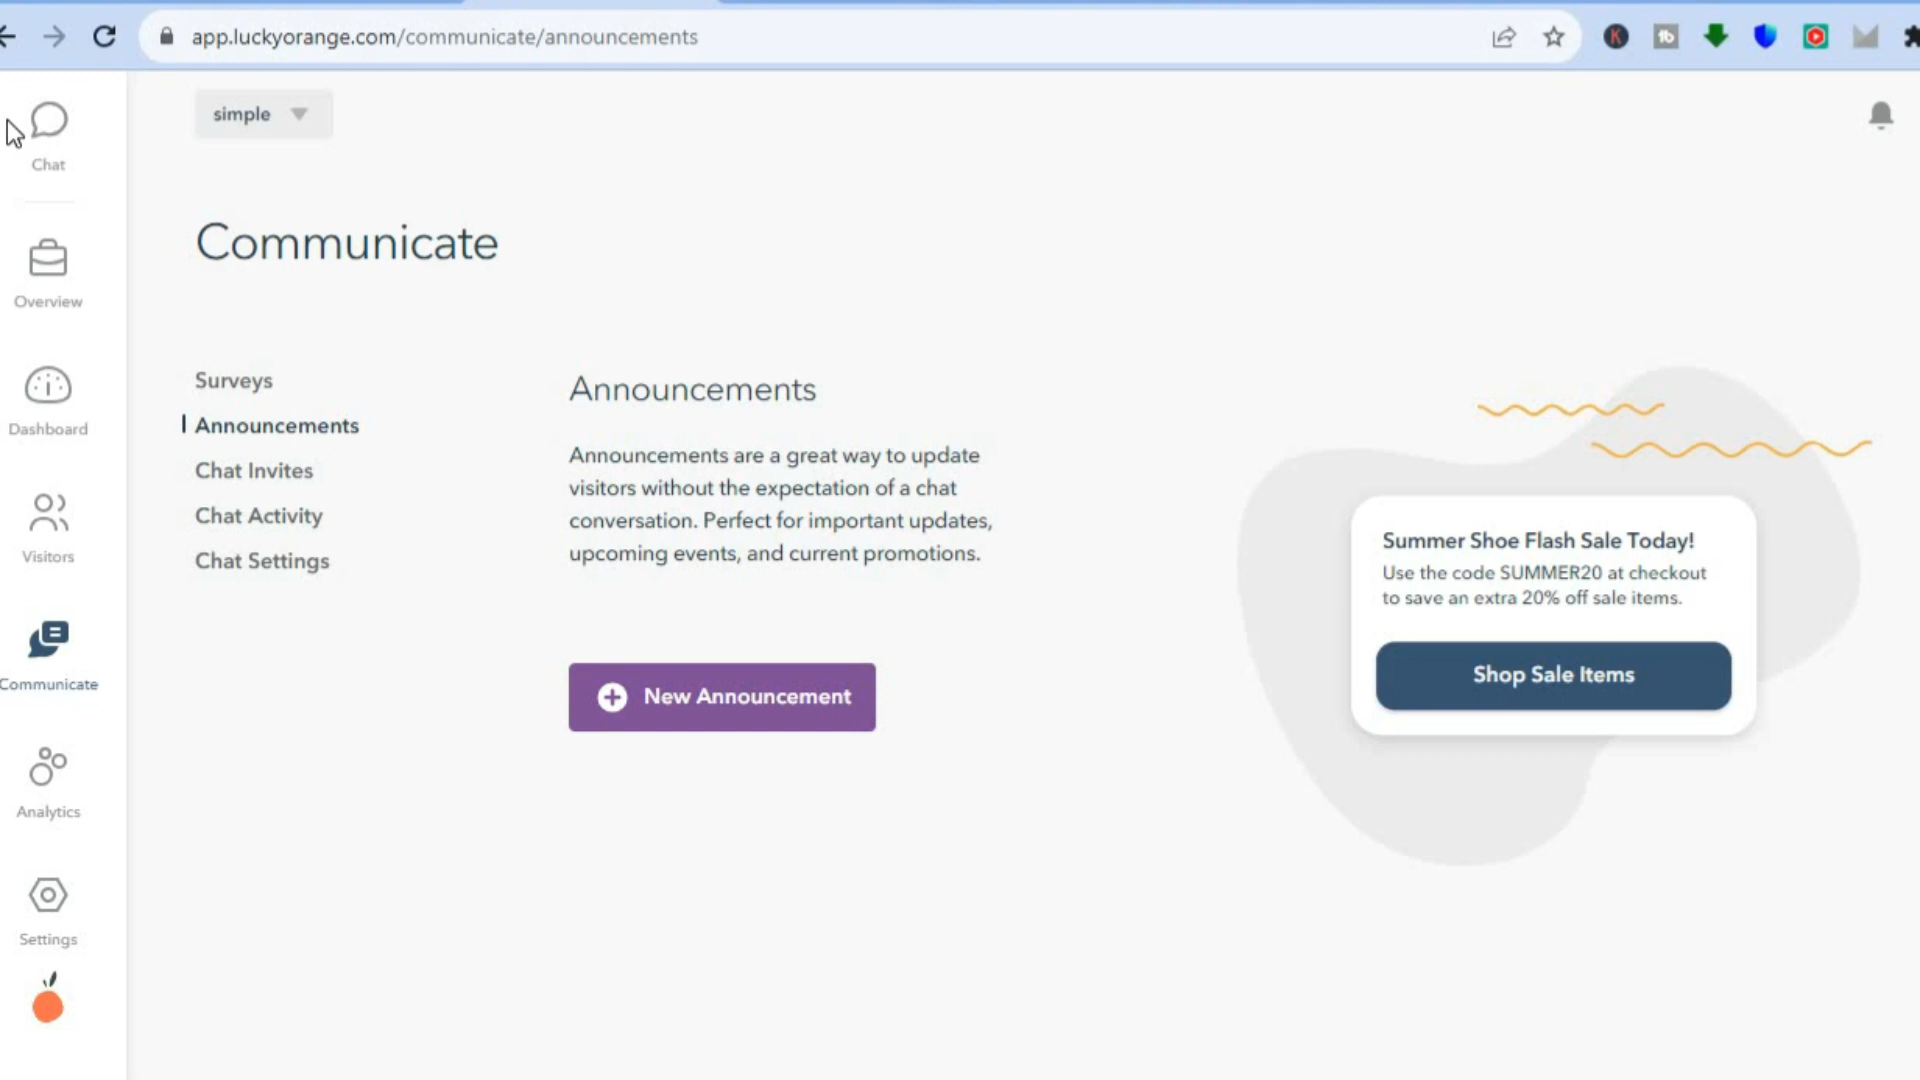 app.luckyorange.com/communicate/announcements
simple
Chat
Overview
Dashboard
Visitors
Communicate
Analytics
Settings
Communicate
Surveys
Announcements
Chat Invites
Chat Activity
Chat Settings
Announcements
Announcements are a great way to update
visitors without the expectation of a chat
conversation. Perfect for important updates,
upcoming events, and current promotions.
New Announcement
Summer Shoe Flash Sale Today!
Use the code SUMMER20 at checkout
to save an extra 20% off sale items.
Shop Sale Items